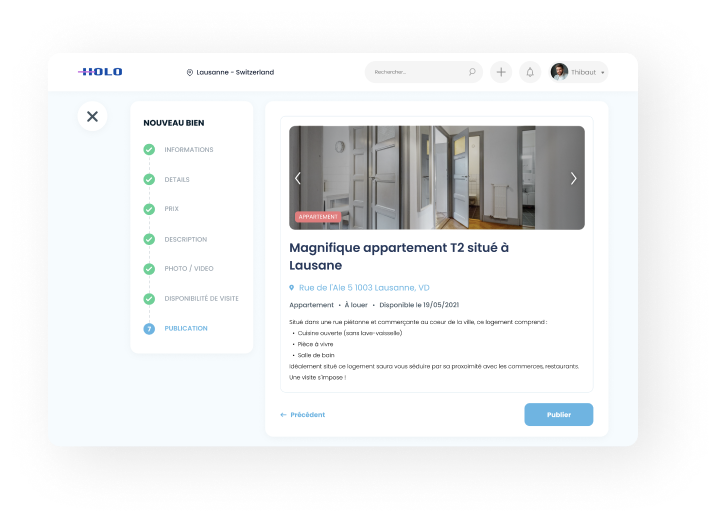 HOLO
Lausanne - Switzerland
Rechercher...
Thibaut
NOUVEAU BIEN
INFORMATIONS
DETAILS
PRIX
DESCRIPTION
PHOTO / VIDEO
DISPONIBILITÉ DE VISITE
7 PUBLICATION
APPARTEMENT
Magnifique appartement T2 situé à
Lausane
Rue de l'Ale 5 1003 Lausanne, VD
Appartement • À louer • Disponible le 19/05/2021
Situé dans une rue piétonne et commerçante au coeur de la ville, ce logement comprend :
• Cuisine ouverte (sans lave-vaisselle)
• Pièce à vivre
• Salle de bain
Idéalement situé ce logement saura vous séduire par sa proximité avec les commerces, restaurants.
Une visite s'impose !
← Précédent
Publier